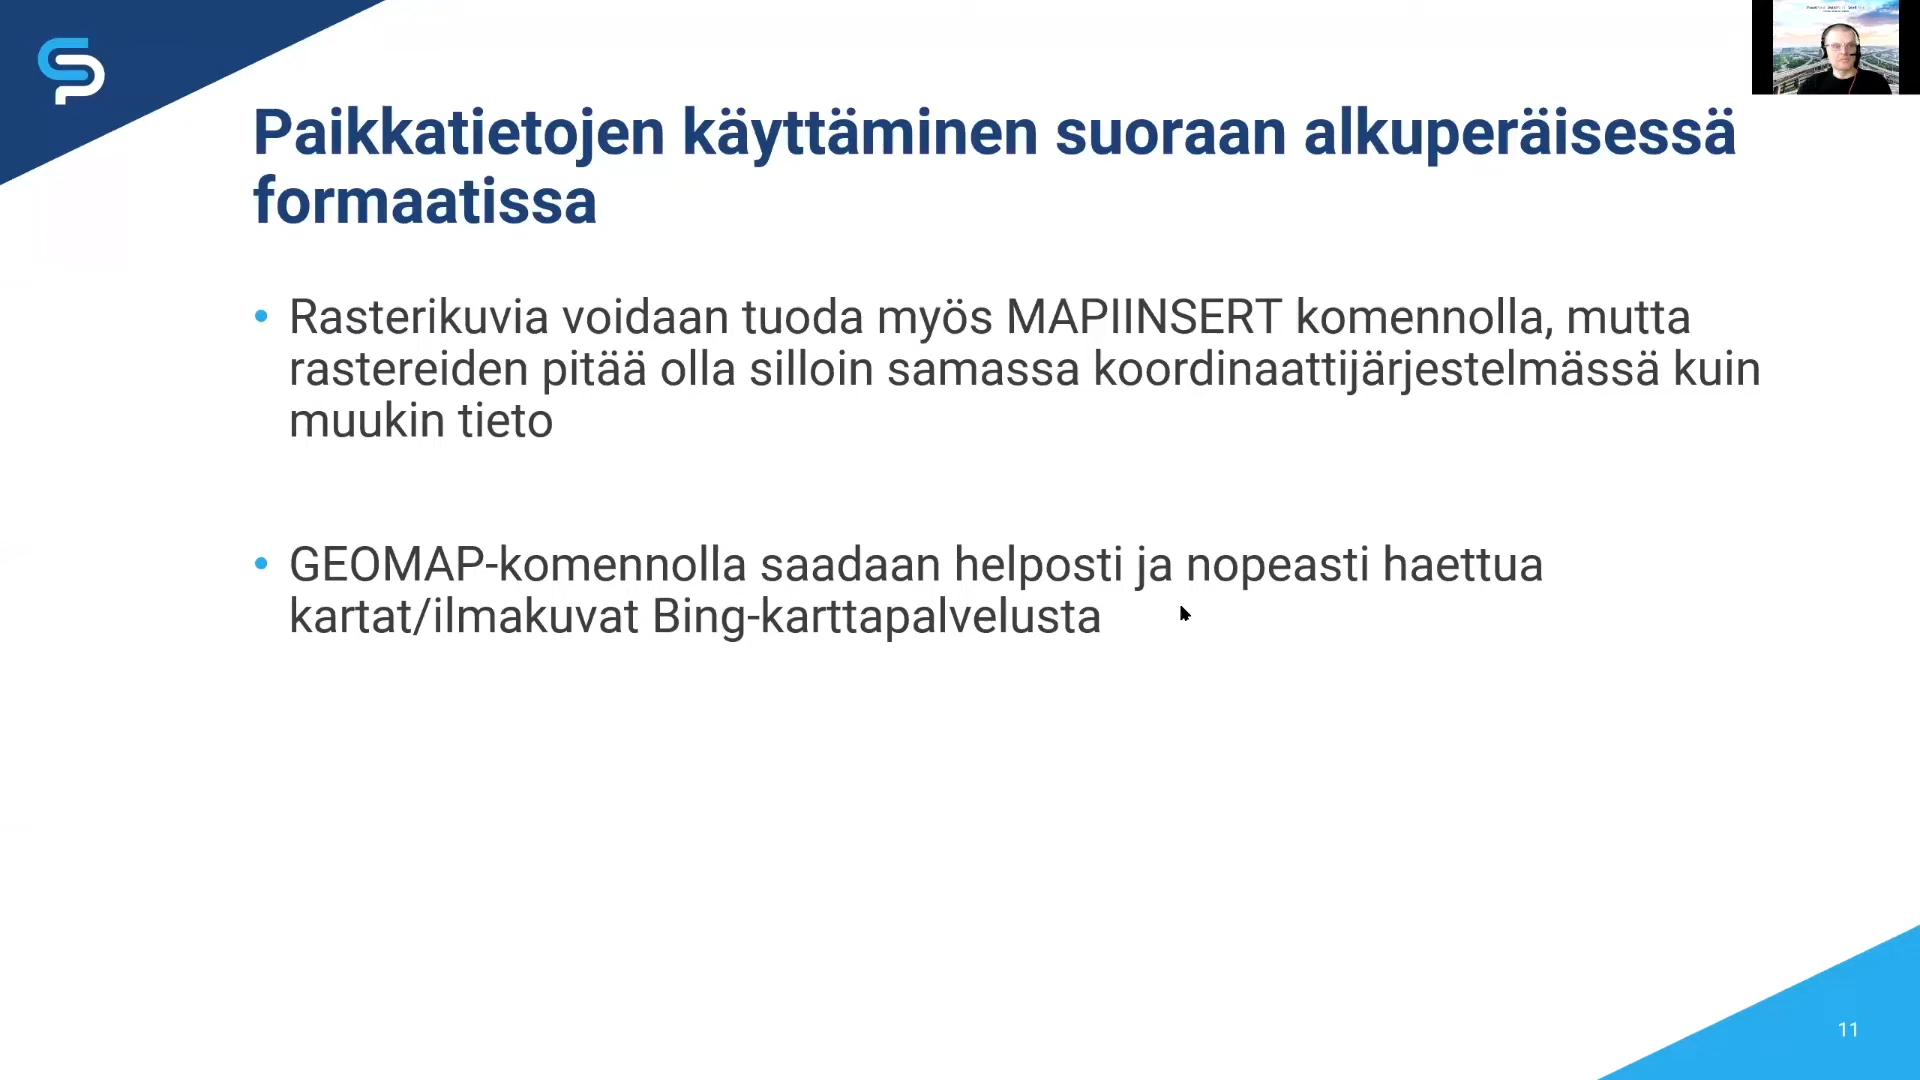 Paikkatietojen käyttäminen suoraan alkuperäisessä
formaatissa
• Rasterikuvia voidaan tuoda myös MAPIINSERT komennolla, mutta
rastereiden pitää olla silloin samassa koordinaattijärjestelmässä kuin
muukin tieto
• GEOMAP-komennolla saadaan helposti ja nopeasti haettua
kartat/ilmakuvat Bing-karttapalvelusta
11